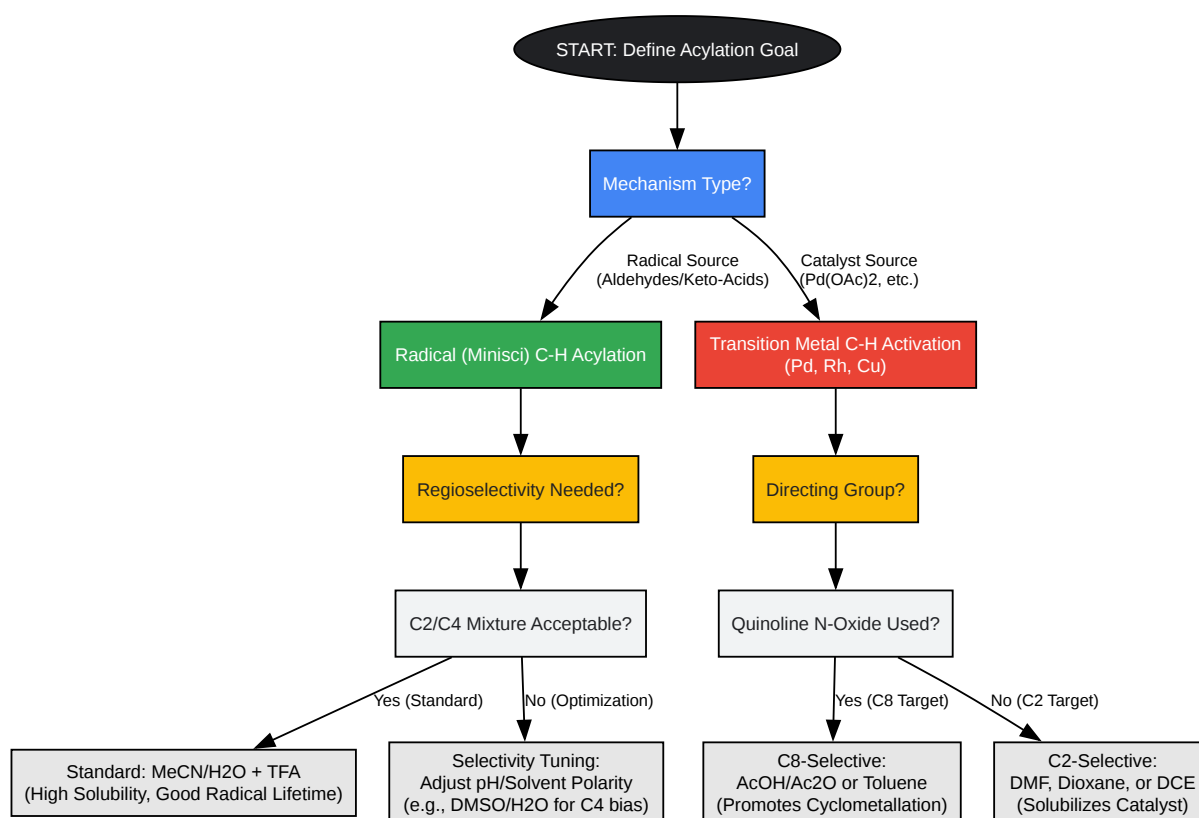 START: Define Acylation Goal
Mechanism Type?
Radical Source
(Aldehydes/Keto-Acids)
Catalyst Source
(Pd(OAc)2, etc.)
Radical (Minisci) C-H Acylation
Transition Metal C-H Activation
(Pd, Rh, Cu)
Regioselectivity Needed?
Directing Group?
C2/C4 Mixture Acceptable?
Quinoline N-Oxide Used?
Yes (Standard)
No (Optimization)
Yes (C8 Target)
No (C2 Target)
Standard: MeCN/H2O + TFA
(High Solubility, Good Radical Lifetime)
Selectivity Tuning:
Adjust pH/Solvent Polarity
(e.g., DMSO/H2O for C4 bias)
C8-Selective:
AcOH/Ac2O or Toluene
(Promotes Cyclometallation)
C2-Selective:
DMF, Dioxane, or DCE
(Solubilizes Catalyst)